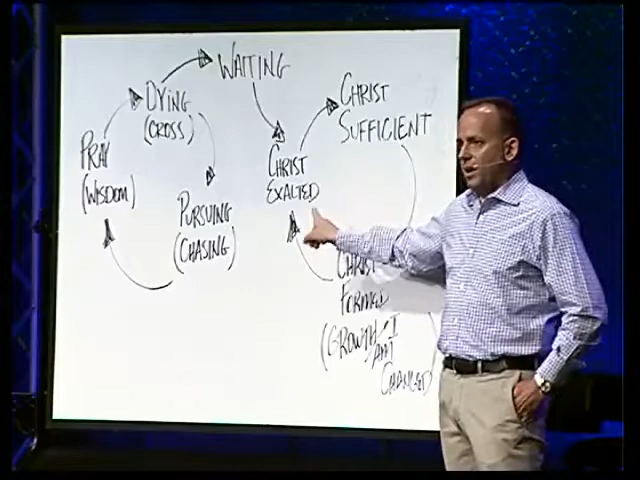 WAITING
DYING
(CROSS)
CHRIST
SUFFICIENT
PRAY
(WISDOM)
CHRIST
EXALTED
PURSUING
(CHASING)
CHRIST
FORMED
(GROWTH - I
AM
CHANGED